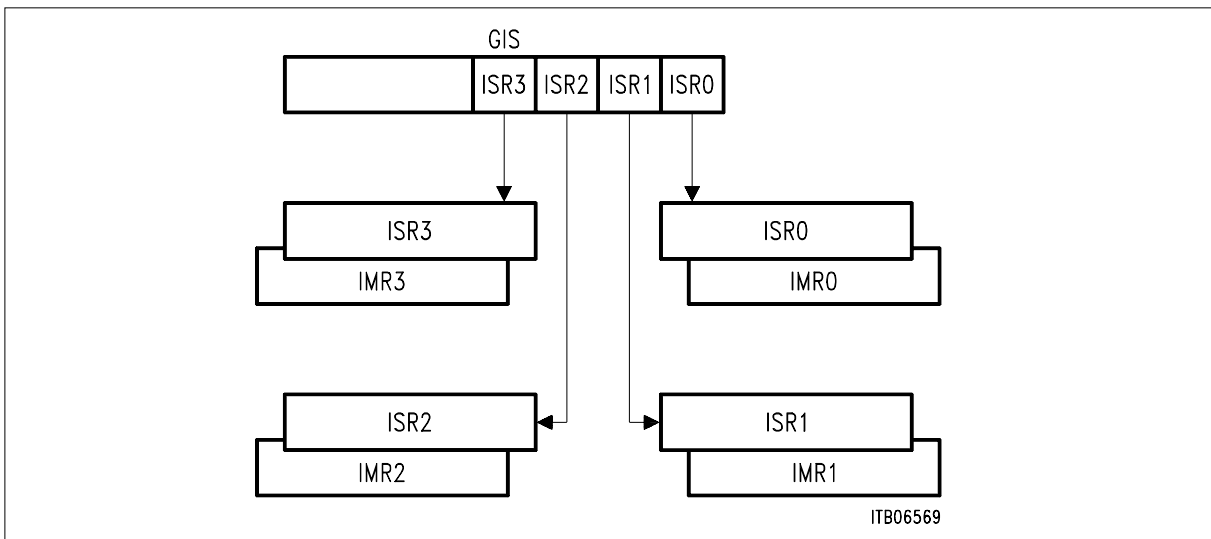 GIS
ISR3 ISR2 ISR1 ISR0
ISR3 ISR0
IMR3 IMR0
ISR2 ISR1
IMR2 IMR1
ITB06569